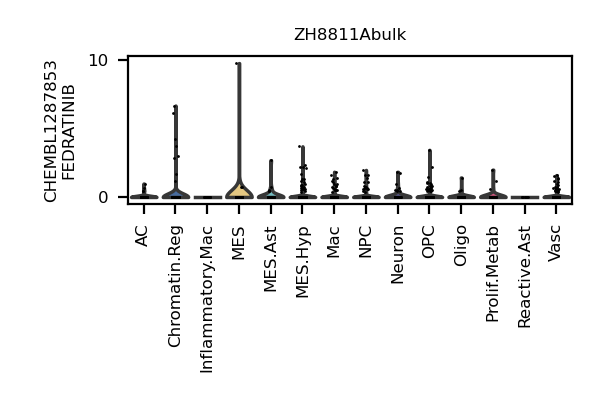 ZH8811Abulk
CHEMBL1287853
FEDRATINIB
10
0
AC
Chromatin.Reg
Inflammatory.Mac
MES
MES.Ast
MES.Hyp
Mac
NPC
Neuron
OPC
Oligo
Prolif.Metab
Reactive.Ast
Vasc